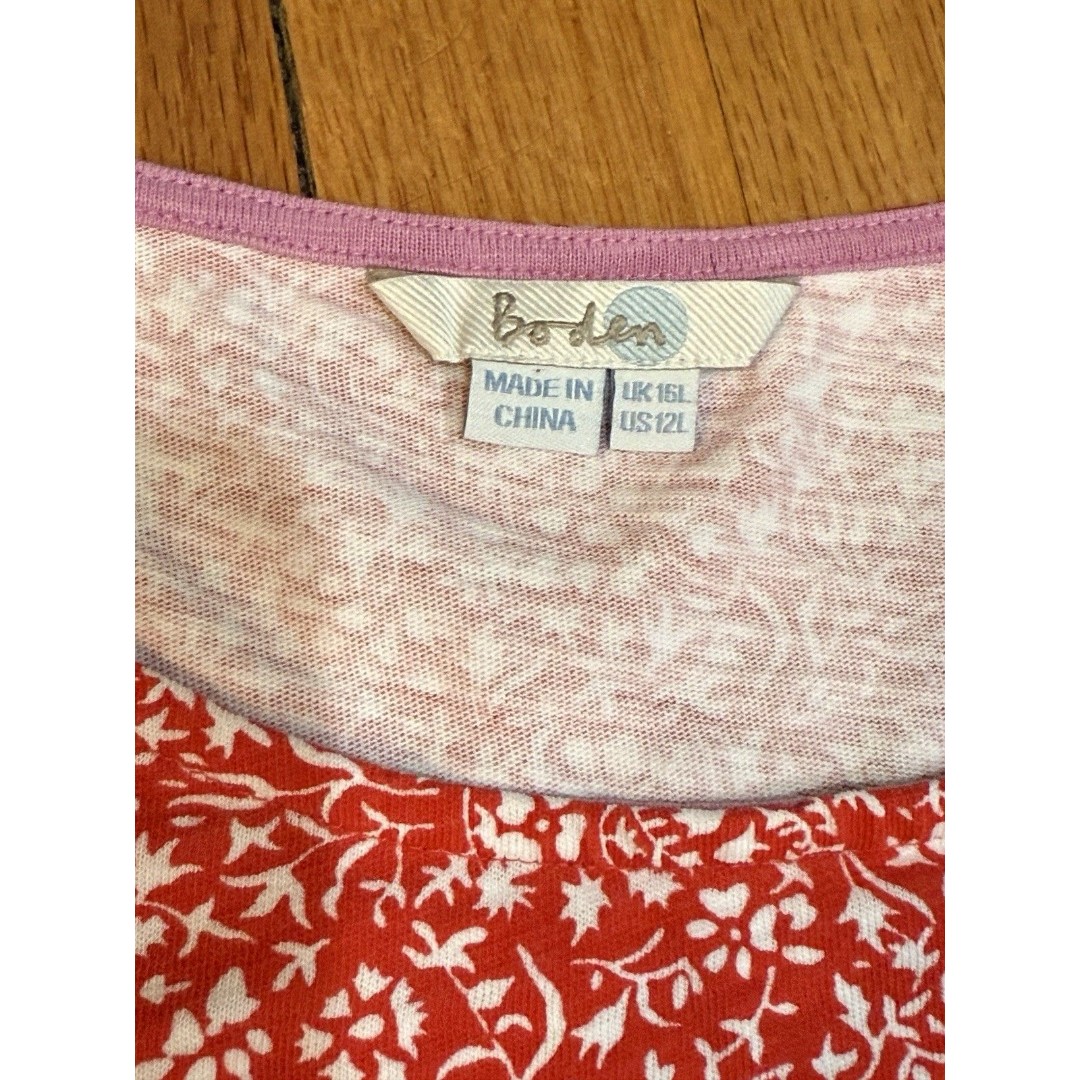 Boden
MADE IN
CHINA
UK16L
US12L